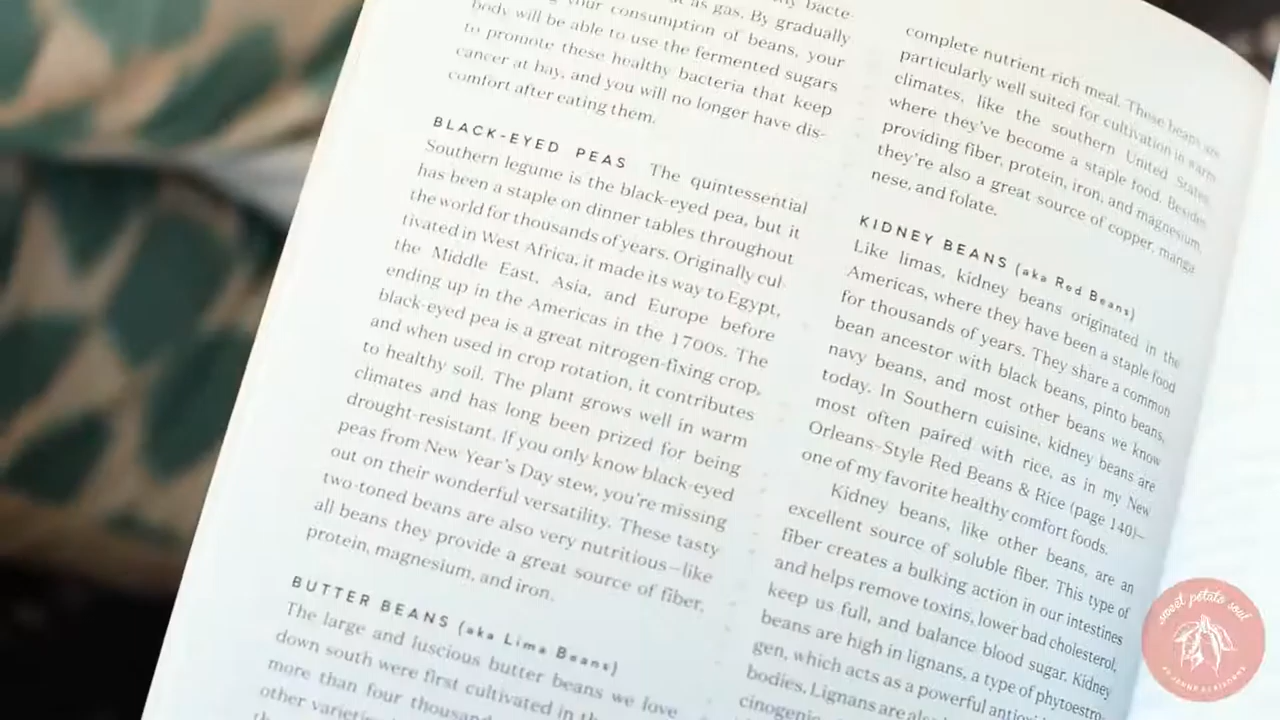 as gas. By gradually
your consumption of beans, your
body will be able to use the fermented sugars
to promote these healthy bacteria that keep
cancer at bay, and you will no longer have dis-
comfort after eating them.
BLACK-EYED PEAS The quintessential
Southern legume is the black-eyed pea, but it
has been a staple on dinner tables throughout
the world for thousands of years. Originally cul-
tivated in West Africa, it made its way to Egypt,
the Middle East, Asia, and Europe before
ending up in the Americas in the 1700s. The
black-eyed pea is a great nitrogen-fixing crop,
and when used in crop rotation, it contributes
to healthy soil. The plant grows well in warm
climates and has long been prized for being
drought-resistant. If you only know black-eyed
peas from New Year's Day stew, you're missing
out on their wonderful versatility. These tasty
two-toned beans are also very nutritious—like
all beans they provide a great source of fiber,
protein, magnesium, and iron.
BUTTER BEANS (aka Lima Beans)
The large and luscious butter beans we love
down south were first cultivated in the
more than four thousand
other varieties
complete nutrient rich meal. These beans are
particularly well suited for cultivation in warm
climates, like the southern United States,
where they've become a staple food. Besides
providing fiber, protein, iron, and magnesium,
they're also a great source of copper, manga-
nese, and folate.
KIDNEY BEANS (aka Red Beans)
Like limas, kidney beans originated in the
Americas, where they have been a staple food
for thousands of years. They share a common
bean ancestor with black beans, pinto beans,
navy beans, and most other beans we know
today. In Southern cuisine, kidney beans are
most often paired with rice, as in my New
Orleans-Style Red Beans & Rice (page 140)—
one of my favorite healthy comfort foods.
Kidney beans, like other beans, are an
excellent source of soluble fiber. This type of
fiber creates a bulking action in our intestines
and helps remove toxins, lower bad cholesterol,
keep us full, and balance blood sugar. Kidney
beans are high in lignans, a type of phytoestro-
gen, which acts as a powerful
bodies. Lignans are also
sweet potato soul